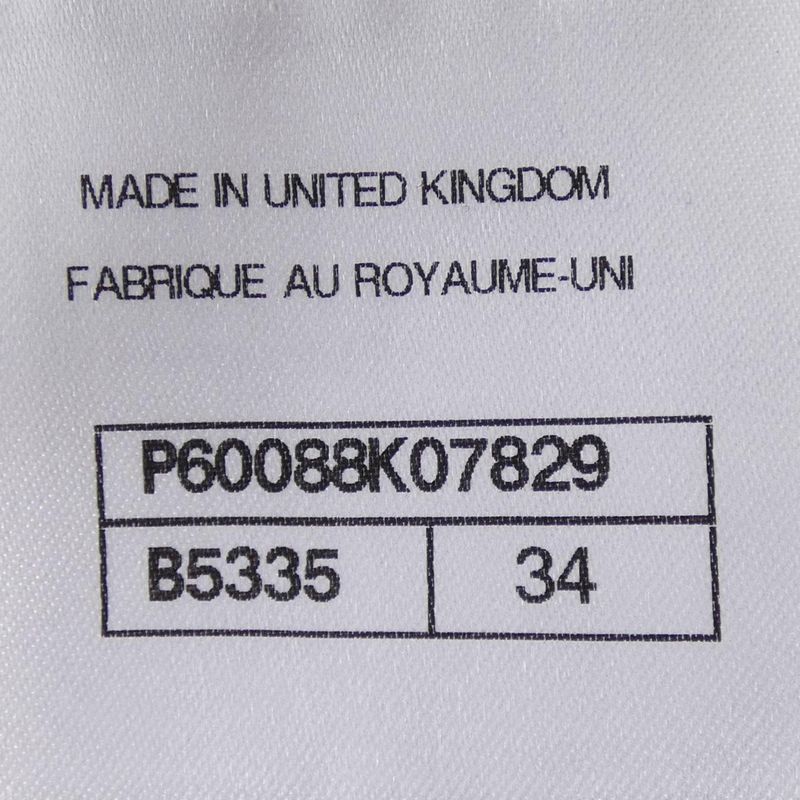 MADE IN UNITED KINGDOM
FABRIQUE AU ROYAUME-UNI
P60088K07829
B5335 34